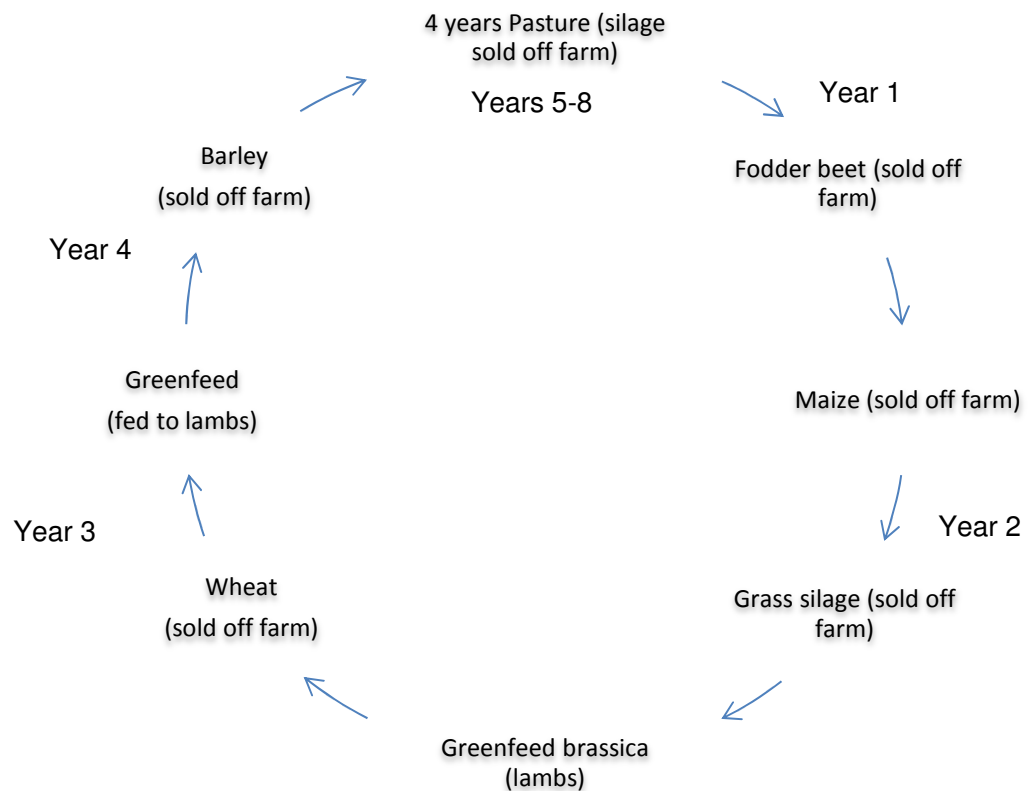 4 years Pasture (silage
sold off farm)
Years 5-8
Year 1
Fodder beet (sold off
farm)
Maize (sold off farm)
Year 2
Grass silage (sold off
farm)
Greenfeed brassica
(lambs)
Wheat
(sold off farm)
Year 3
Greenfeed
(fed to lambs)
Year 4
Barley
(sold off farm)